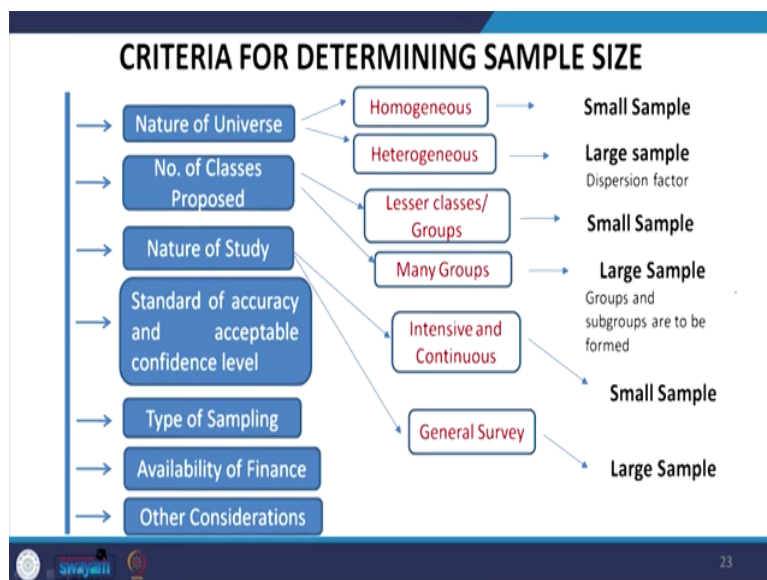 CRITERIA FOR DETERMINING SAMPLE SIZE
Nature of Universe
No. of Classes
Proposed
Nature of Study
Standard of accuracy
and acceptable
confidence level
Type of Sampling
Availability of Finance
Other Considerations
Homogeneous
Heterogeneous
Lesser classes/
Groups
Many Groups
Intensive and
Continuous
General Survey
Small Sample
Large sample
Dispersion factor
Small Sample
Large Sample
Groups and
subgroups are to be
formed
Small Sample
Large Sample
swayam
23